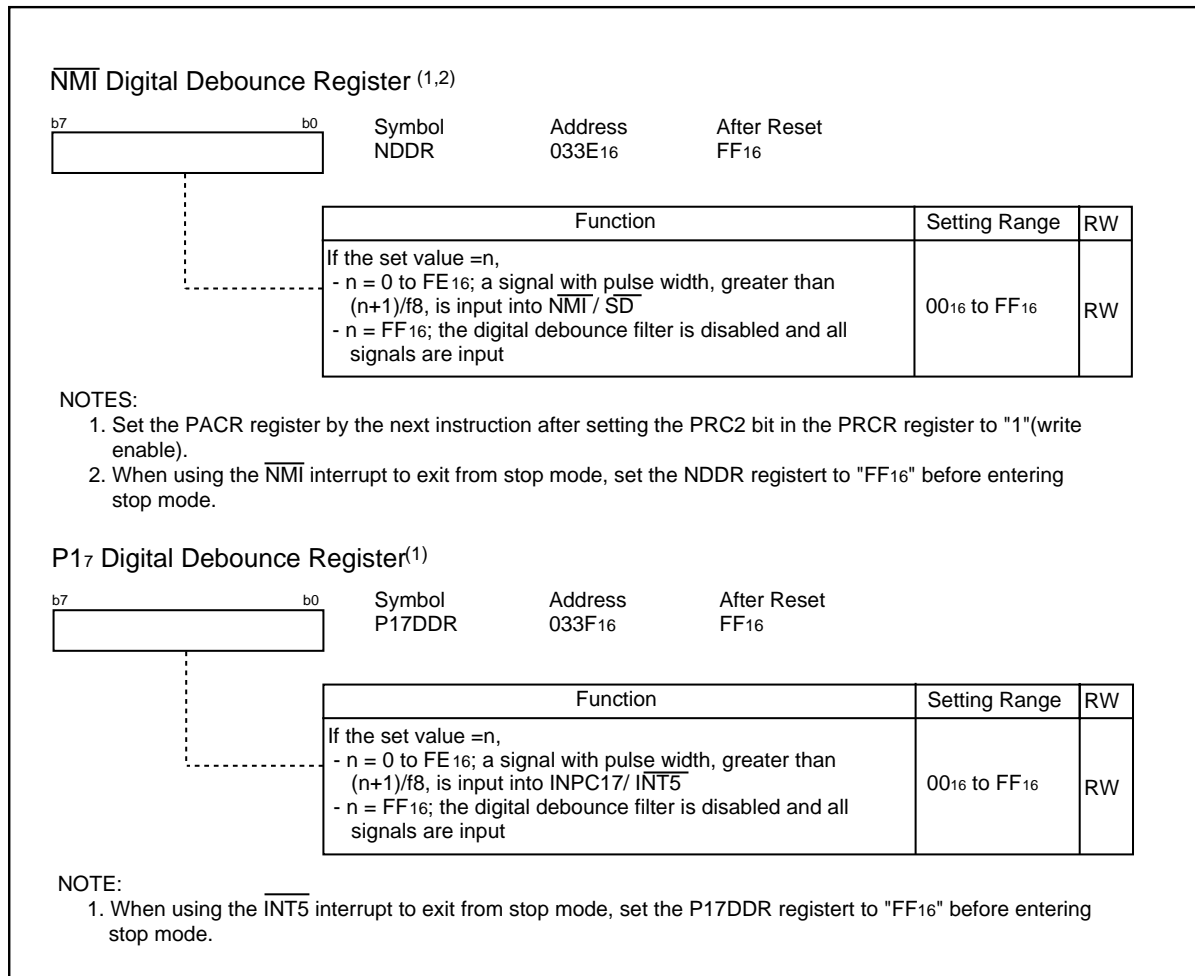 NMI Digital Debounce Register (1,2)
b7 b0 Symbol Address After Reset
NDDR 033E16 FF16
Function Setting Range RW
If the set value =n,
- n = 0 to FE16; a signal with pulse width, greater than
(n+1)/f8, is input into NMI / SD
- n = FF16; the digital debounce filter is disabled and all
signals are input
0016 to FF16 RW
NOTES:
1. Set the PACR register by the next instruction after setting the PRC2 bit in the PRCR register to "1"(write
enable).
2. When using the NMI interrupt to exit from stop mode, set the NDDR registert to "FF16" before entering
stop mode.
P17 Digital Debounce Register(1)
b7 b0 Symbol Address After Reset
P17DDR 033F16 FF16
Function Setting Range RW
If the set value =n,
- n = 0 to FE16; a signal with pulse width, greater than
(n+1)/f8, is input into INPC17/ INT5
- n = FF16; the digital debounce filter is disabled and all
signals are input
0016 to FF16 RW
NOTE:
1. When using the INT5 interrupt to exit from stop mode, set the P17DDR registert to "FF16" before entering
stop mode.